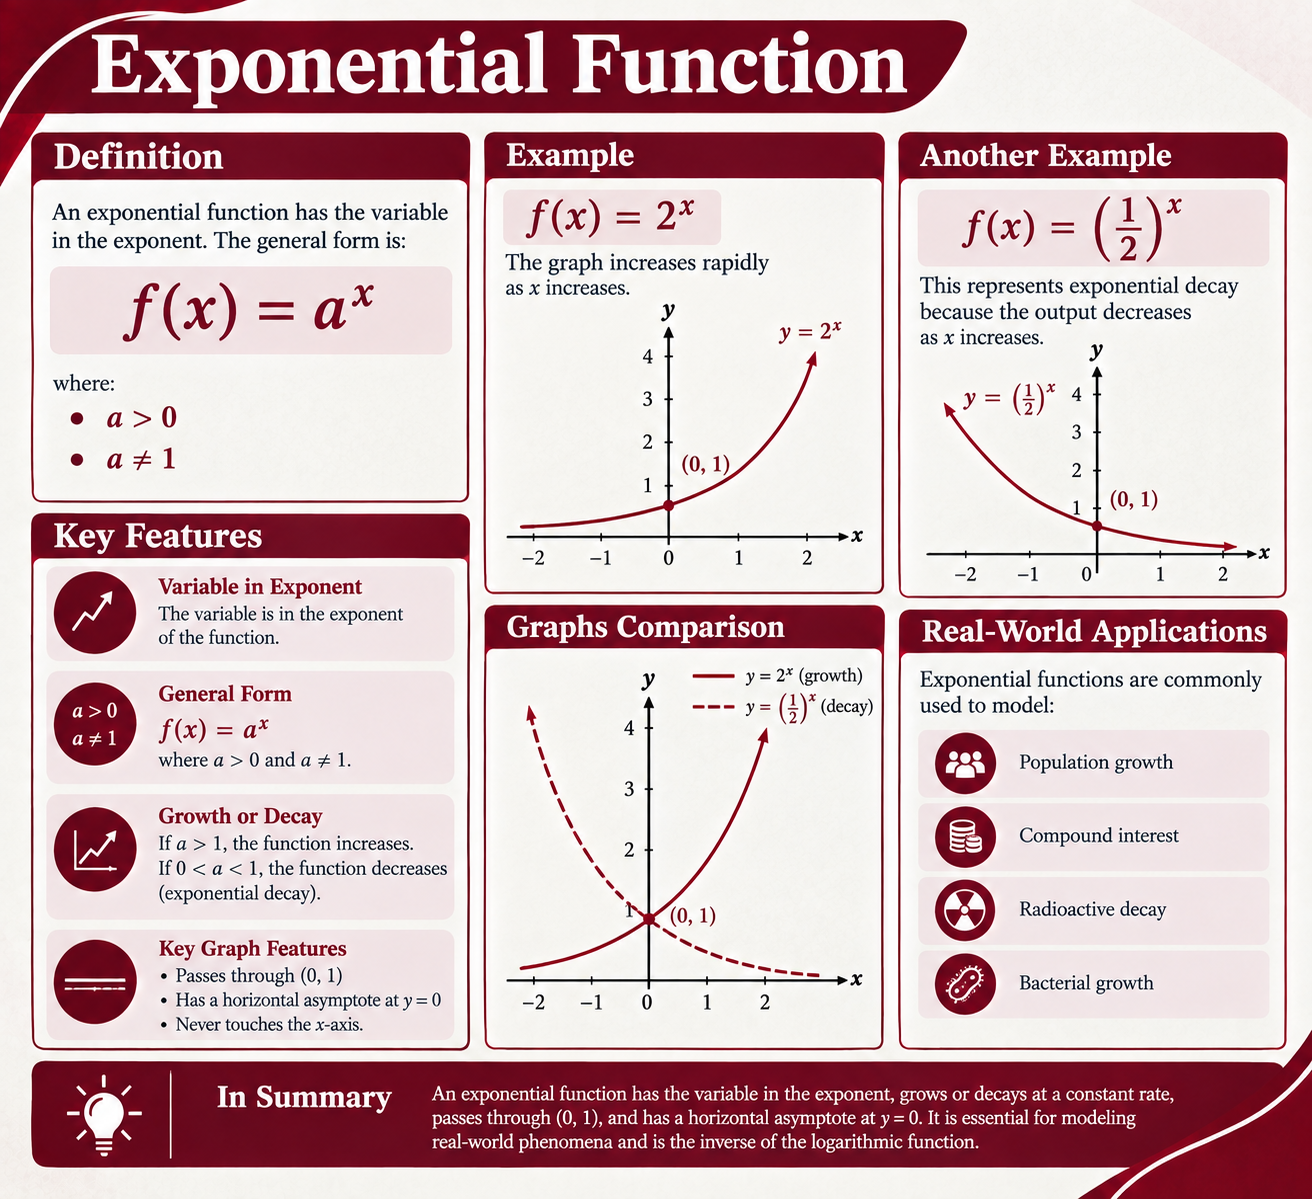 Exponential Function
Definition
An exponential function has the variable
in the exponent. The general form is:
f(x) = aˣ
where:
• a > 0
• a ≠ 1
Key Features
Variable in Exponent
The variable is in the exponent
of the function.
a > 0
a ≠ 1
General Form
f(x) = aˣ
where a > 0 and a ≠ 1.
Growth or Decay
If a > 1, the function increases.
If 0 < a < 1, the function decreases
(exponential decay).
Key Graph Features
• Passes through (0, 1)
• Has a horizontal asymptote at y = 0
• Never touches the x-axis.
Example
f(x) = 2ˣ
The graph increases rapidly
as x increases.
y
y = 2ˣ
4
3
2
(0, 1)
1
x
−2 −1 0 1 2
Another Example
f(x) = (1/2)ˣ
This represents exponential decay
because the output decreases
as x increases.
y
y = (1/2)ˣ
4
3
2
1
(0, 1)
x
−2 −1 0 1 2
Graphs Comparison
y
y = 2ˣ (growth)
y = (1/2)ˣ (decay)
4
3
2
1
(0, 1)
x
−2 −1 0 1 2
Real-World Applications
Exponential functions are commonly
used to model:
Population growth
Compound interest
Radioactive decay
Bacterial growth
In Summary
An exponential function has the variable in the exponent, grows or decays at a constant rate,
passes through (0, 1), and has a horizontal asymptote at y = 0. It is essential for modeling
real-world phenomena and is the inverse of the logarithmic function.